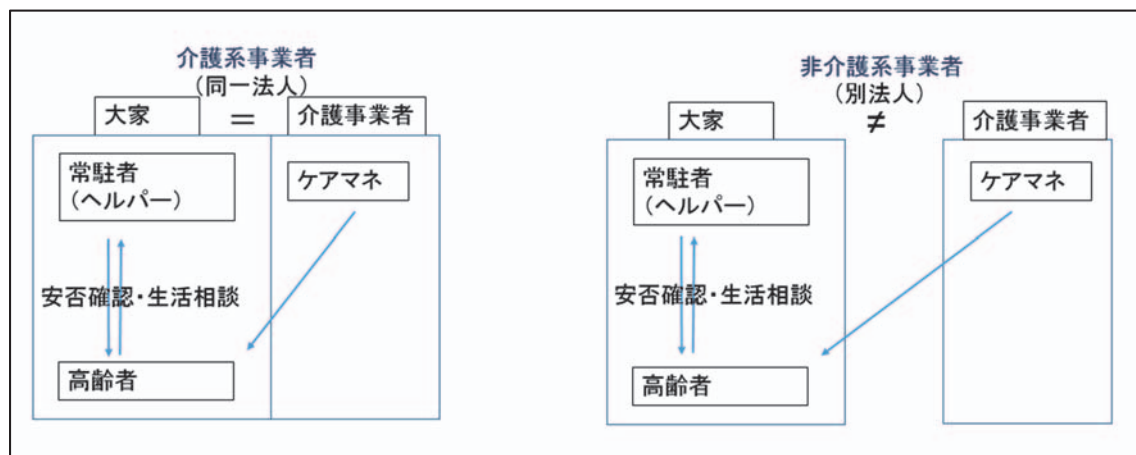 介護系事業者
(同一法人)
大家
=
介護事業者
常駐者
(ヘルパー)
ケアマネ
安否確認・生活相談
高齢者
非介護系事業者
(別法人)
大家
≠
介護事業者
常駐者
(ヘルパー)
ケアマネ
安否確認・生活相談
高齢者